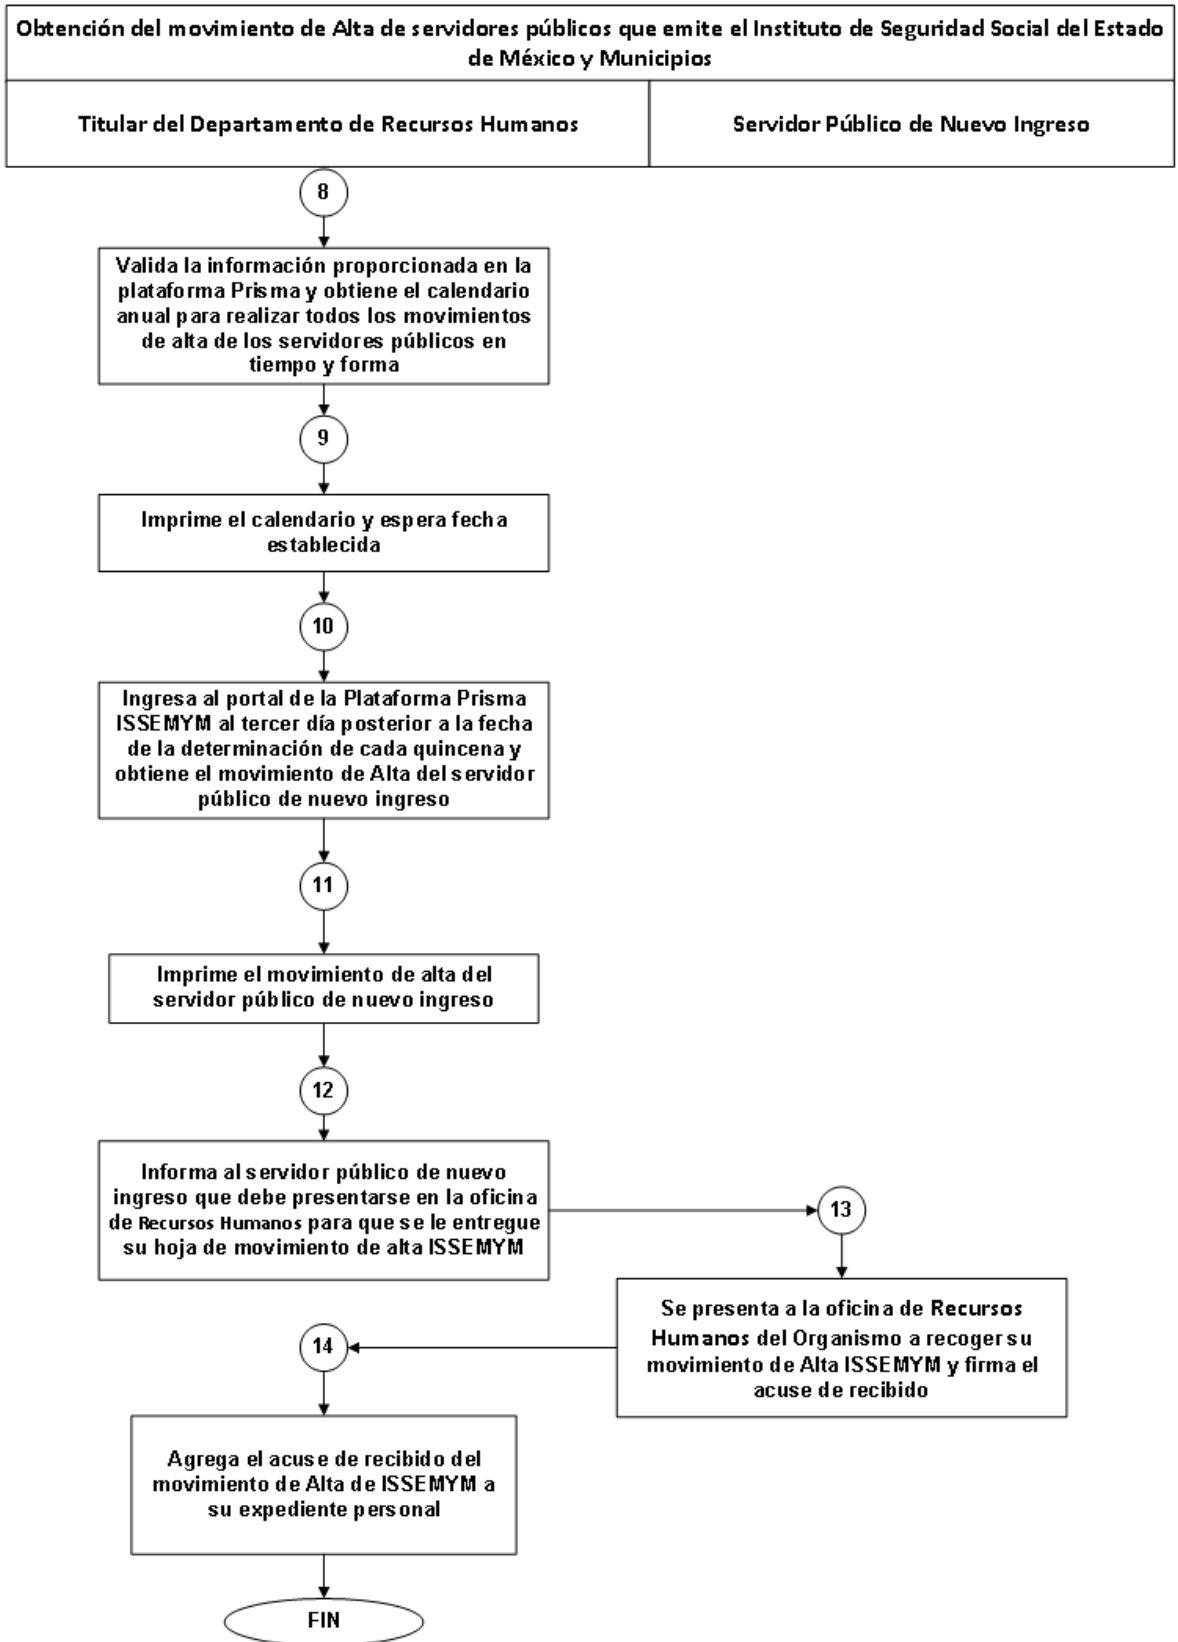 Obtención del movimiento de Alta de servidores públicos que emite el Instituto de Seguridad Social del Estado
de México y Municipios
Titular del Departamento de Recursos Humanos
Servidor Público de Nuevo Ingreso
8
Valida la información proporcionada en la
plataforma Prisma y obtiene el calendario
anual para realizar todos los movimientos
de alta de los servidores públicos en
tiempo y forma
9
Imprime el calendario y espera fecha
establecida
10
Ingresa al portal de la Plataforma Prisma
ISSEMYM al tercer día posterior a la fecha
de la determinación de cada quincena y
obtiene el movimiento de Alta del servidor
público de nuevo ingreso
11
Imprime el movimiento de alta del
servidor público de nuevo ingreso
12
Informa al servidor público de nuevo
ingreso que debe presentarse en la oficina
de Recursos Humanos para que se le entregue
su hoja de movimiento de alta ISSEMYM
13
Se presenta a la oficina de Recursos
Humanos del Organismo a recoger su
movimiento de Alta ISSEMYM y firma el
acuse de recibido
14
Agrega el acuse de recibido del
movimiento de Alta de ISSEMYM a
su expediente personal
FIN